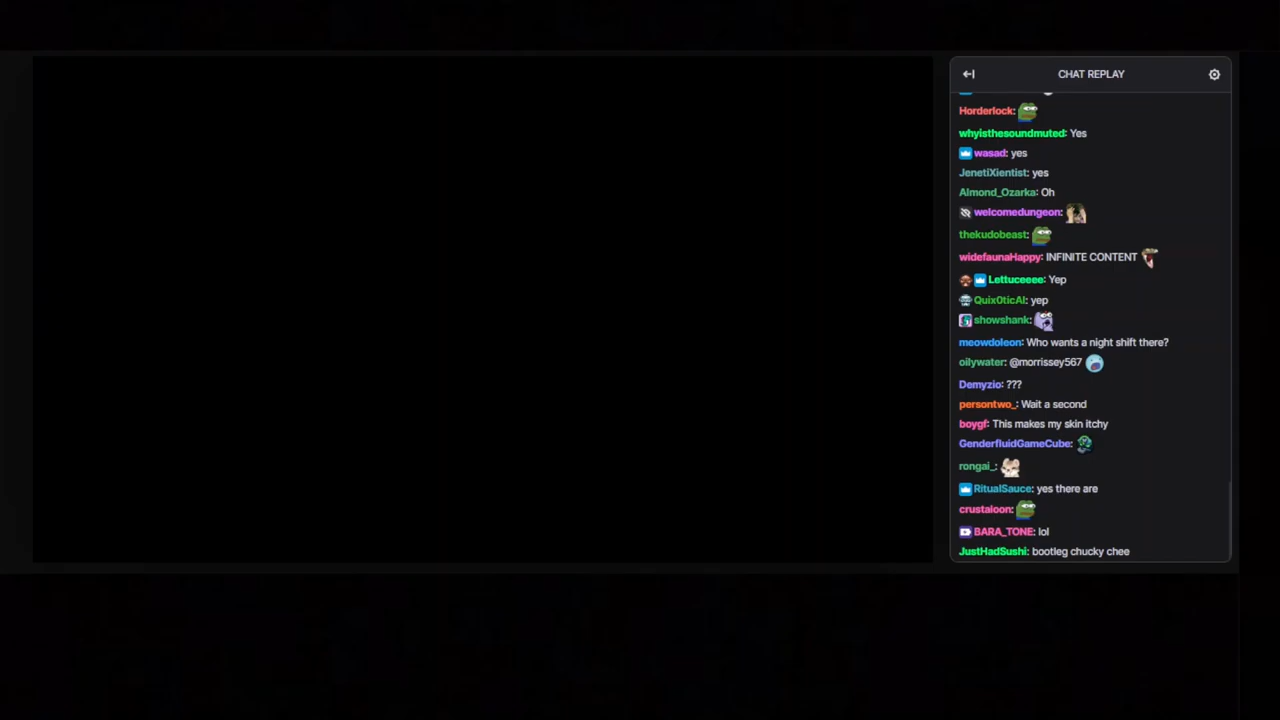 CHAT REPLAY
Horderlock:
whyisthesoundmuted: Yes
wasad: yes
JenetiXientist: yes
Almond_Ozarka: Oh
welcomedungeon:
thekudobeast:
widefaunaHappy: INFINITE CONTENT
Lettuceeee: Yep
Quix0ticAI: yep
showshank:
meowdoleon: Who wants a night shift there?
oilywater: @morrissey567
Demyzio: ???
persontwo_: Wait a second
boygf: This makes my skin itchy
GenderfluidGameCube:
rongai_:
RitualSauce: yes there are
crustaloon:
BARA_TONE: lol
JustHadSushi: bootleg chucky chee